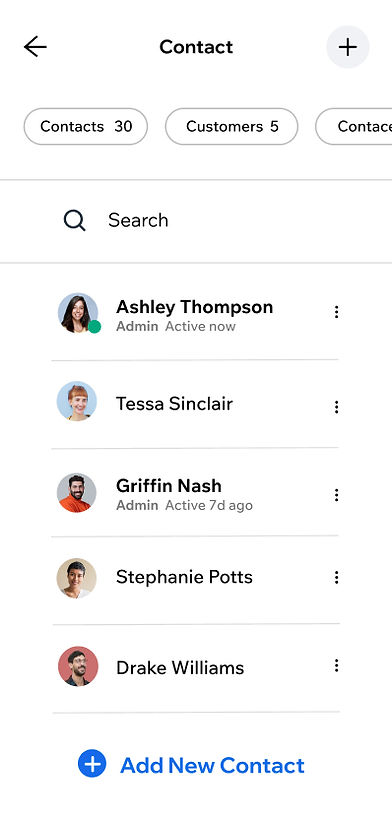 Contact
Contacts 30
Customers 5
Contace
Search
Ashley Thompson
Admin Active now
Tessa Sinclair
Griffin Nash
Admin Active 7d ago
Stephanie Potts
Drake Williams
Add New Contact